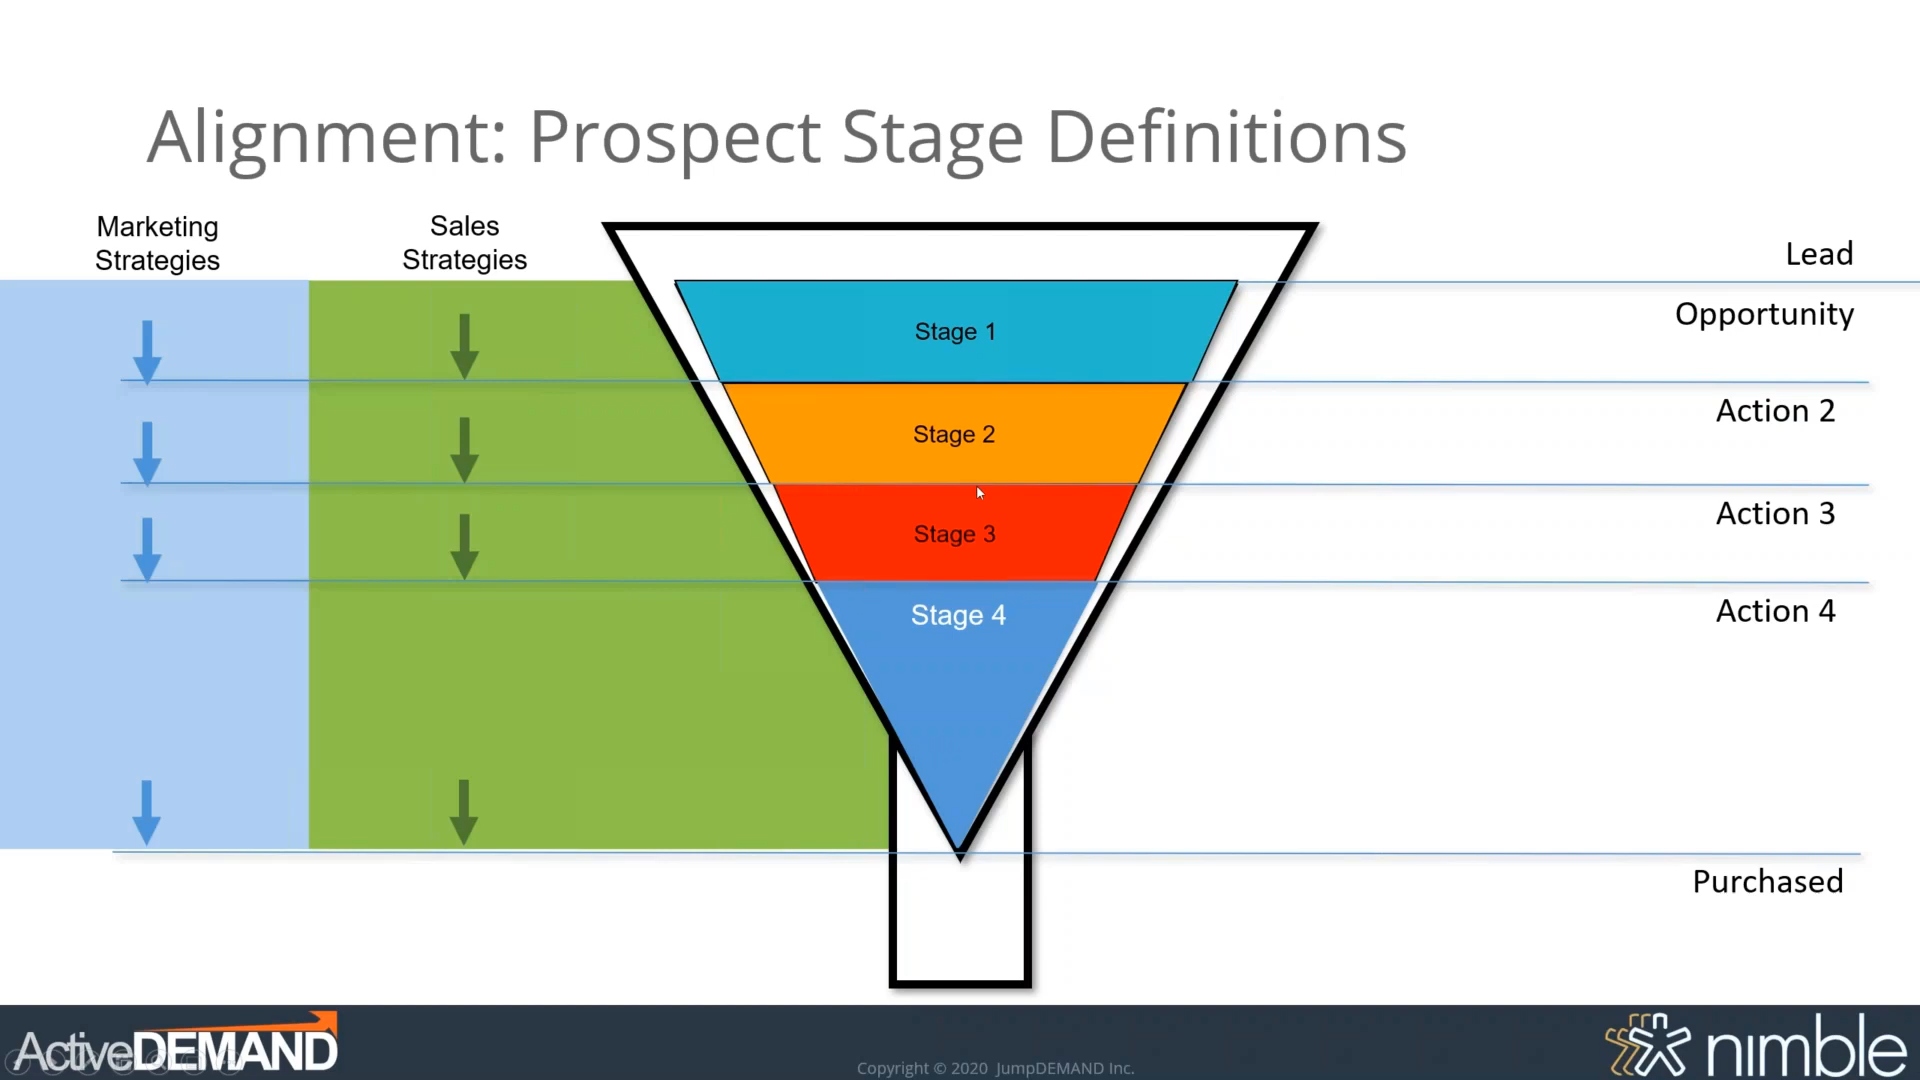 Alignment: Prospect Stage Definitions
Marketing
Strategies
Sales
Strategies
Lead
Opportunity
Stage 1
Action 2
Stage 2
Action 3
Stage 3
Action 4
Stage 4
Purchased
ActiveDEMAND
Copyright © 2020 JumpDEMAND Inc.
nimble